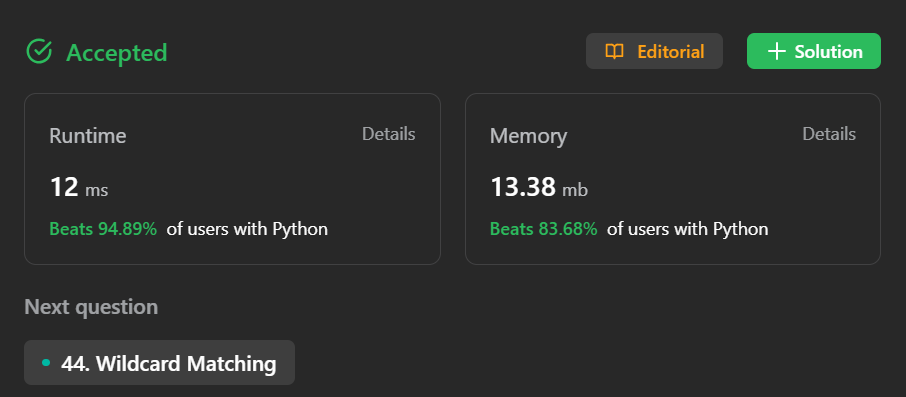 Accepted
Editorial
Solution
Runtime
Details
12 ms
Beats 94.89% of users with Python
Memory
Details
13.38 mb
Beats 83.68% of users with Python
Next question
44. Wildcard Matching